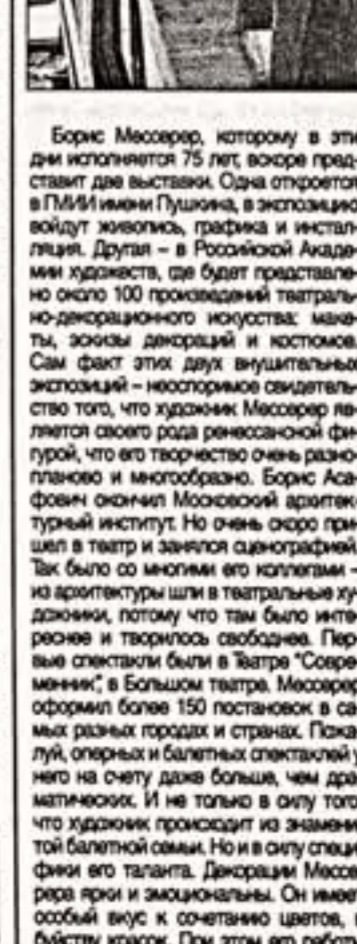 Борис Мессерер, которому в эти
дни исполняется 75 лет, вскоре пред-
ставит две выставки. Одна откроется
в ГМИИ имени Пушкина, в экспозицию
войдут живопись, графика и инстал-
ляция. Другая – в Российской Акаде-
мии художеств, где будет представле-
но около 100 произведений театраль-
но-декорационного искусства: маке-
ты, эскизы декораций и костюмов.
Сам факт этих двух внушительных
экспозиций – неоспоримое свидетель-
ство того, что художник Мессерер яв-
ляется своего рода ренессансной фи-
гурой, что его творчество очень разно-
планово и многообразно. Борис Аса-
фович окончил Московский архитек-
турный институт. Но очень скоро при-
шел в театр и занялся сценографией.
Так было со многими его коллегами –
из архитектуры шли в театральные ху-
дожники, потому что там было инте-
реснее и творилось свободнее. Пер-
вые спектакли были в Театре "Совре-
менник", в Большом театре. Мессерер
оформил более 150 постановок в са-
мых разных городах и странах. Пожа-
луй, оперных и балетных спектаклей у
него на счету даже больше, чем дра-
матических. И не только в силу того,
что художник происходит из знамени-
той балетной семьи. Но и в силу специ-
фики его таланта. Декорации Мессе-
рера ярки и эмоциональны. Он имеет
особый вкус к сочетанию цветов,
буйству красок. При этом его работы